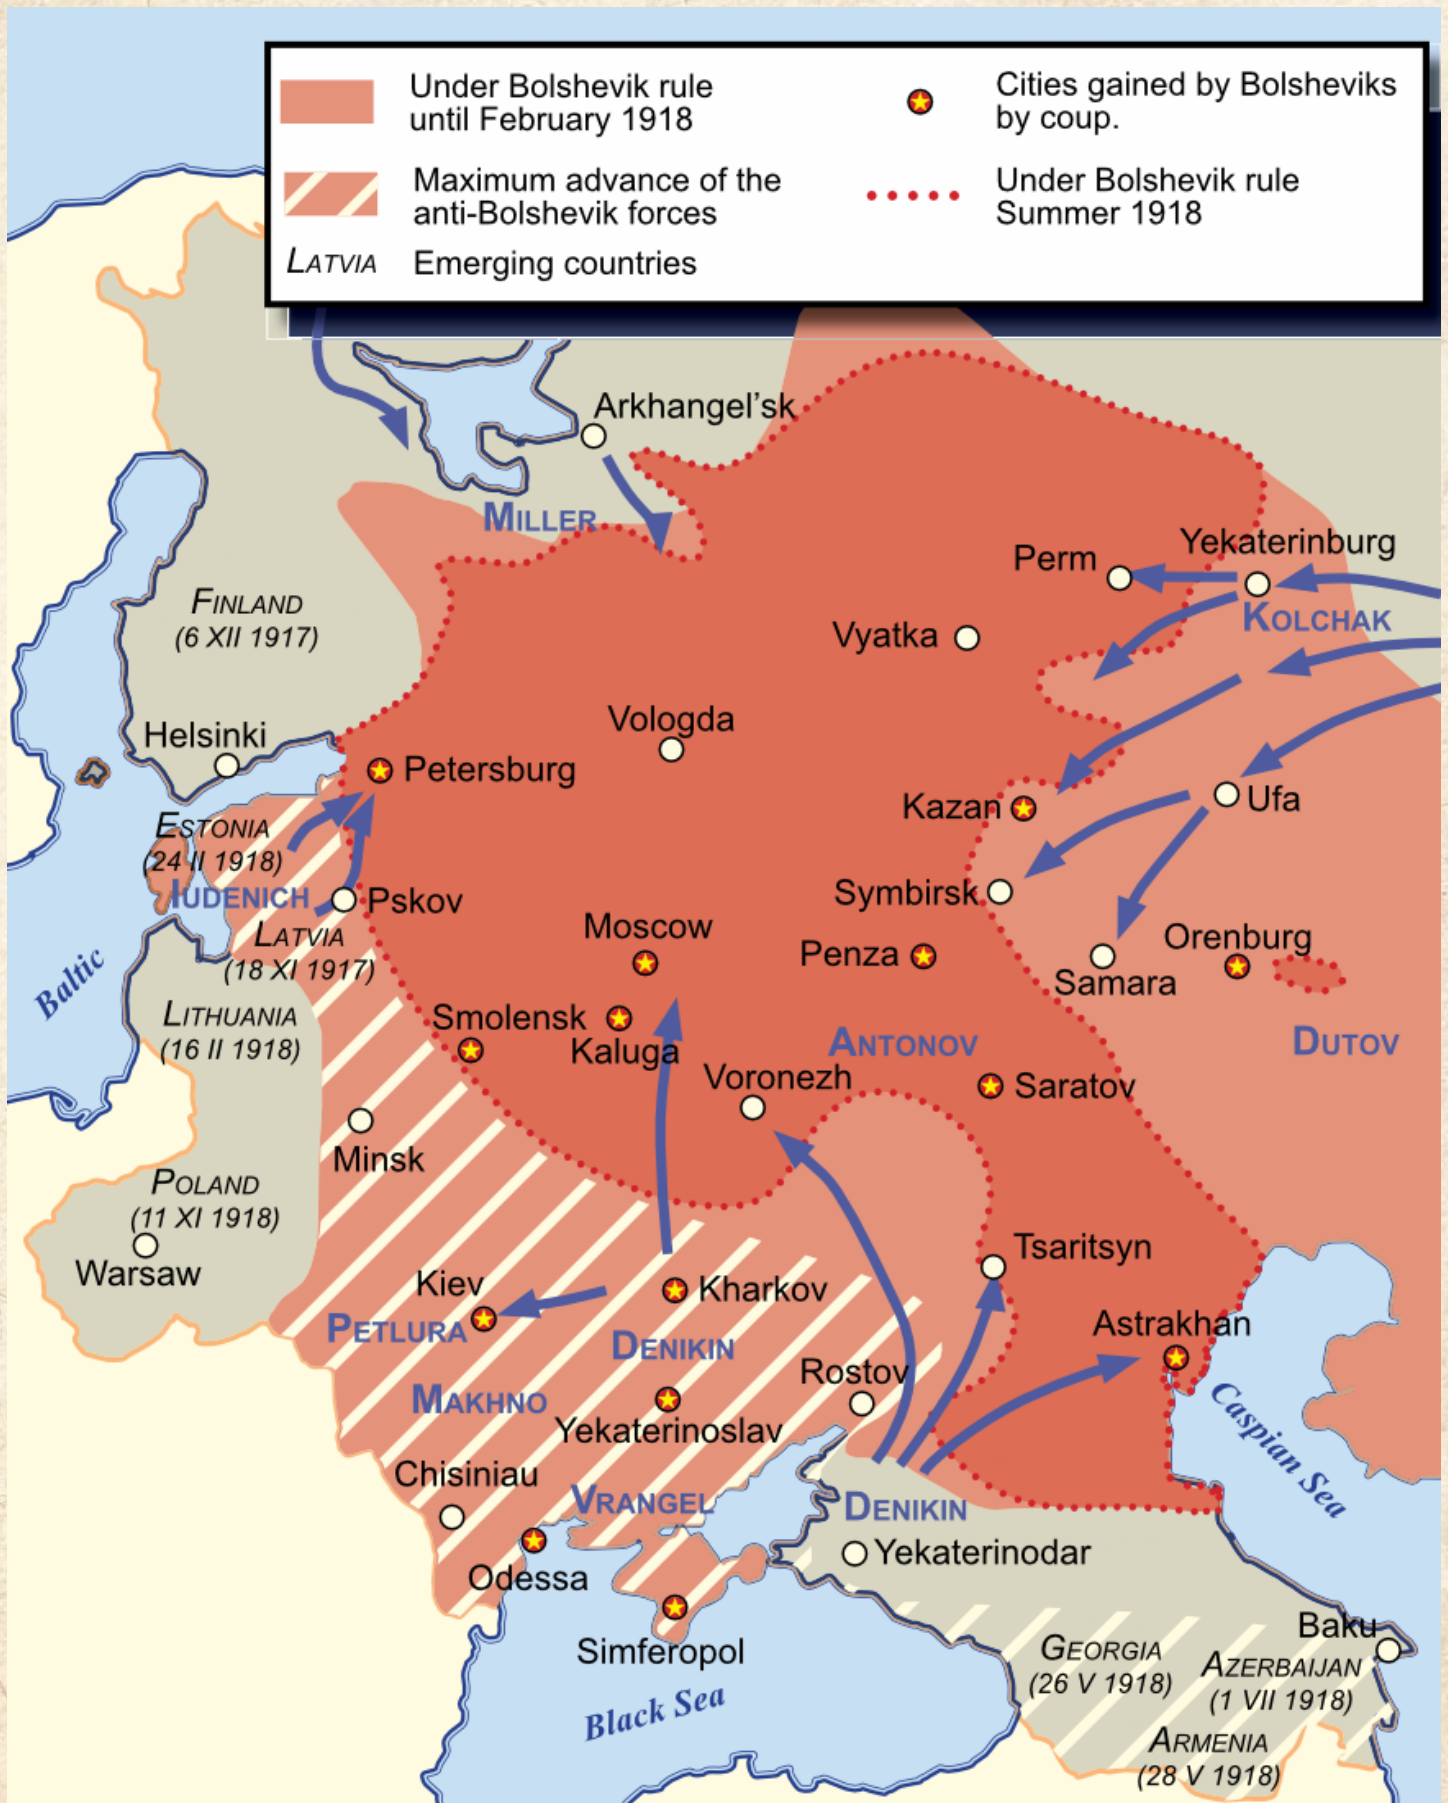 Under Bolshevik rule
until February 1918
Cities gained by Bolsheviks
by coup.
Maximum advance of the
anti-Bolshevik forces
Under Bolshevik rule
Summer 1918
LATVIA
Emerging countries
Arkhangel'sk
MILLER
Yekaterinburg
Perm
KOLCHAK
FINLAND
(6 XII 1917)
Vyatka
Vologda
Helsinki
Petersburg
Kazan
Ufa
ESTONIA
(24 II 1918)
IUDENICH
Pskov
Symbirsk
LATVIA
(18 XI 1917)
Moscow
Penza
Orenburg
Samara
Baltic
LITHUANIA
(16 II 1918)
Smolensk
Kaluga
ANTONOV
DUTOV
Voronezh
Saratov
Minsk
POLAND
(11 XI 1918)
Warsaw
Tsaritsyn
Kiev
Kharkov
PETLURA
DENIKIN
Astrakhan
Rostov
MAKHNO
Yekaterinoslav
Caspian Sea
Chisiniau
VRANGEL
DENIKIN
Yekaterinodar
Odessa
Simferopol
Baku
GEORGIA
(26 V 1918)
AZERBAIJAN
(1 VII 1918)
Black Sea
ARMENIA
(28 V 1918)